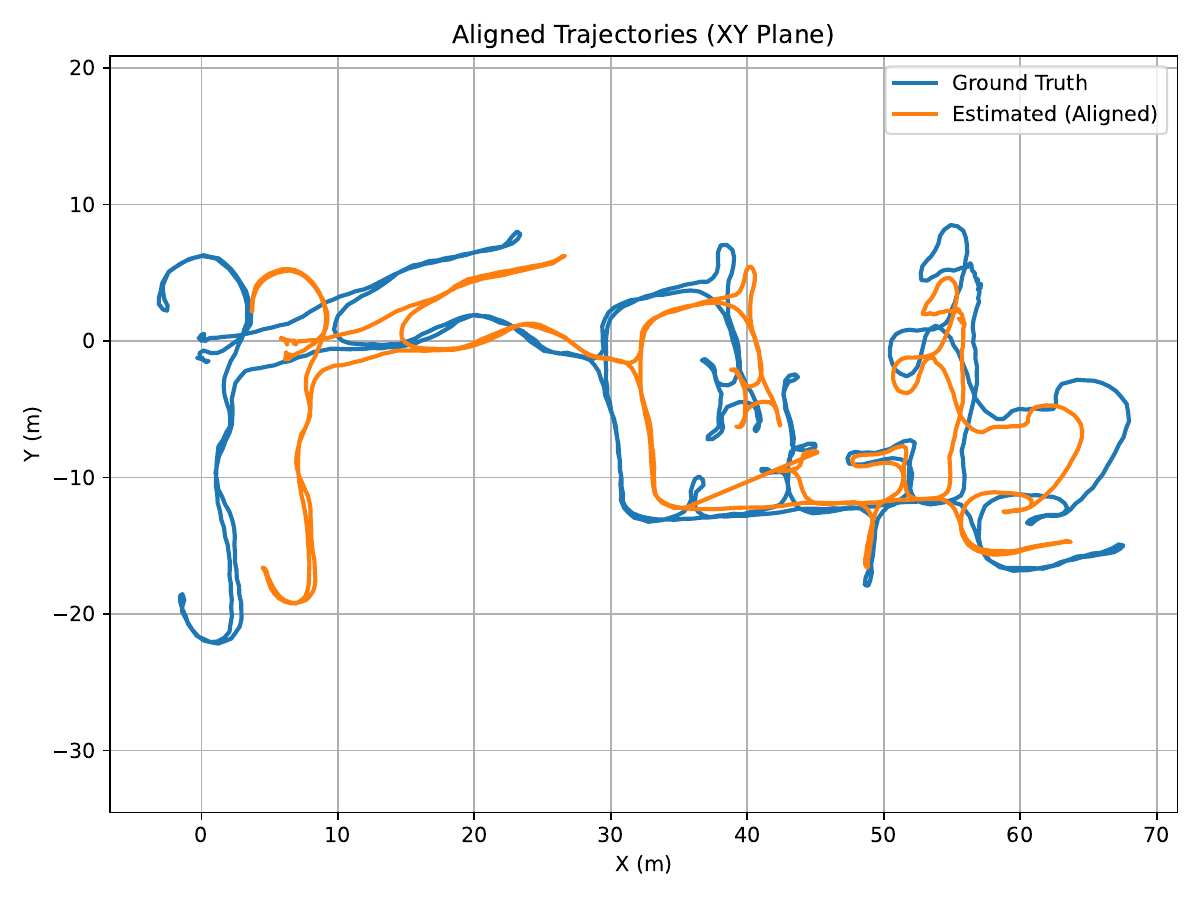 Aligned Trajectories (XY Plane)
Ground Truth
Estimated (Aligned)
20
10
0
−10
−20
−30
Y (m)
0 10 20 30 40 50 60 70
X (m)